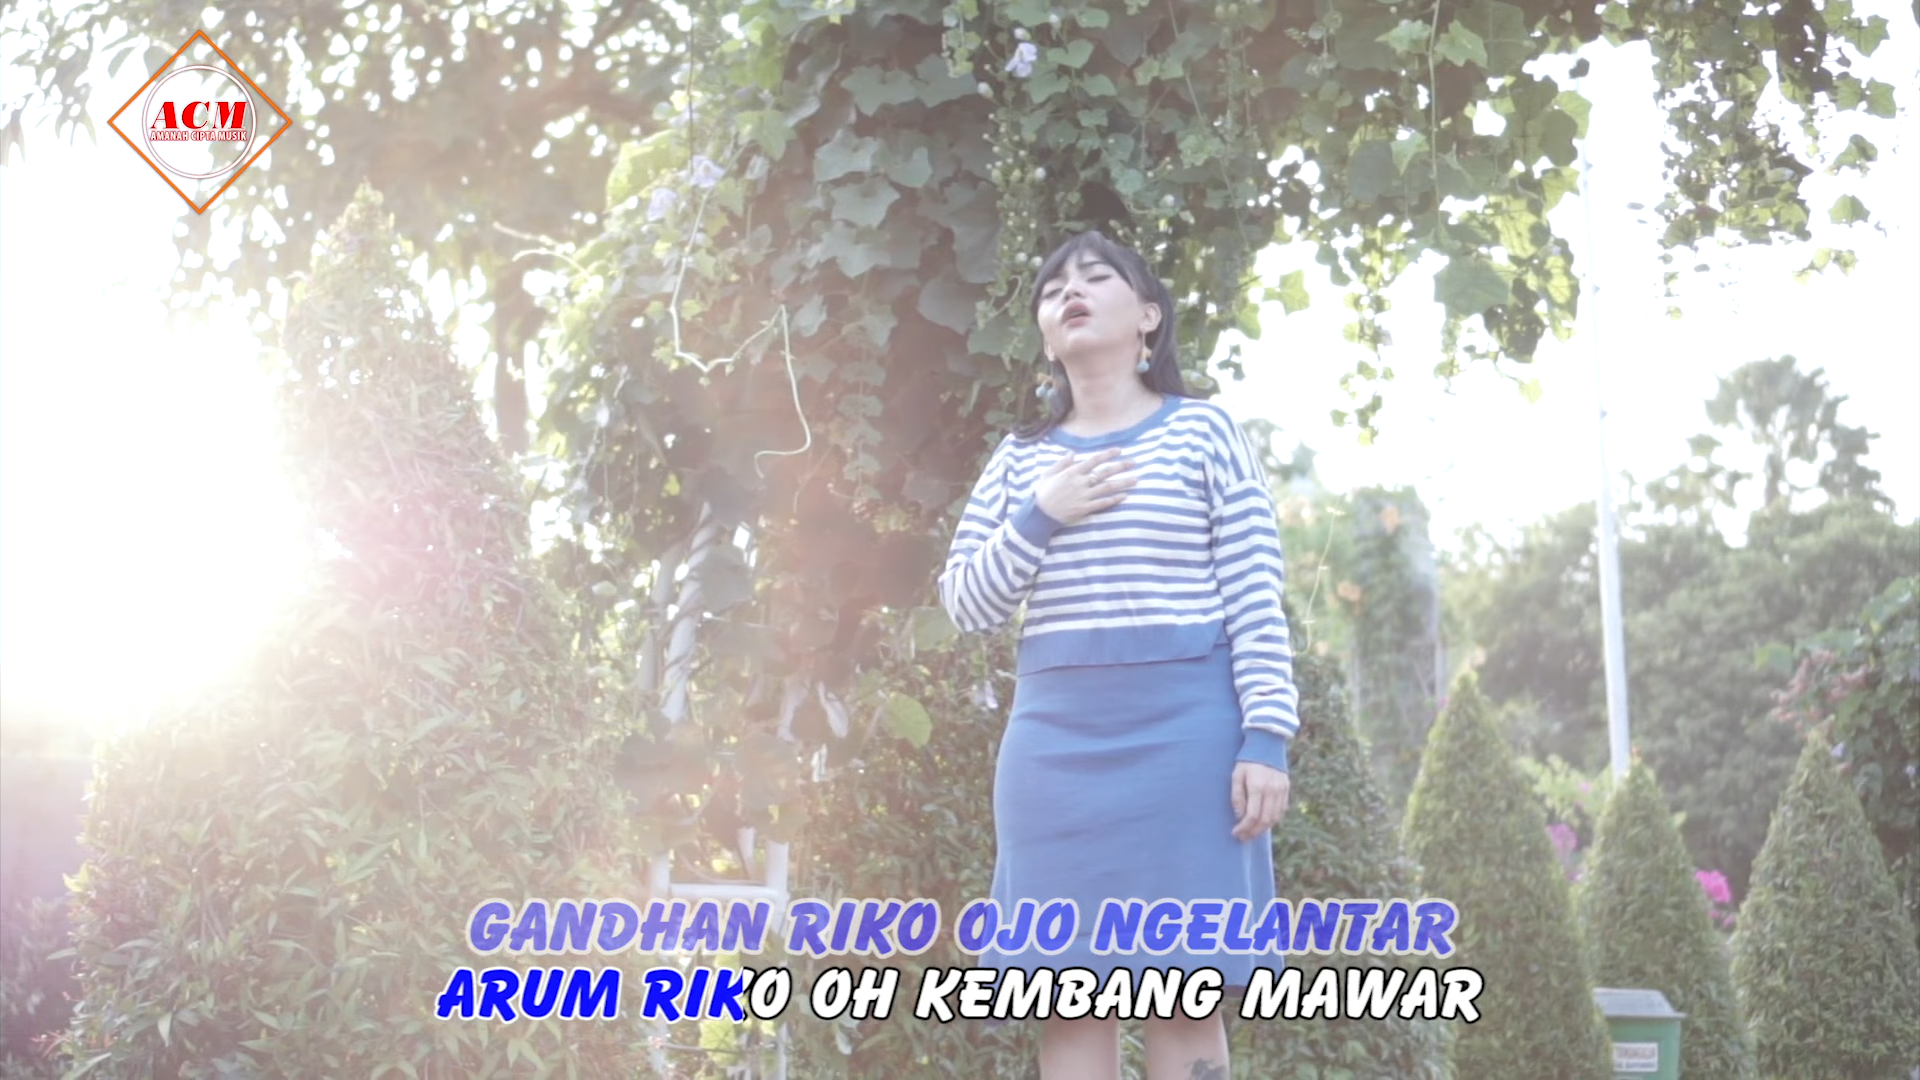 ACM
AMANAH CIPTA MUSIK
GANDHAN RIKO OJO NGELANTAR
ARUM RIKO OH KEMBANG MAWAR